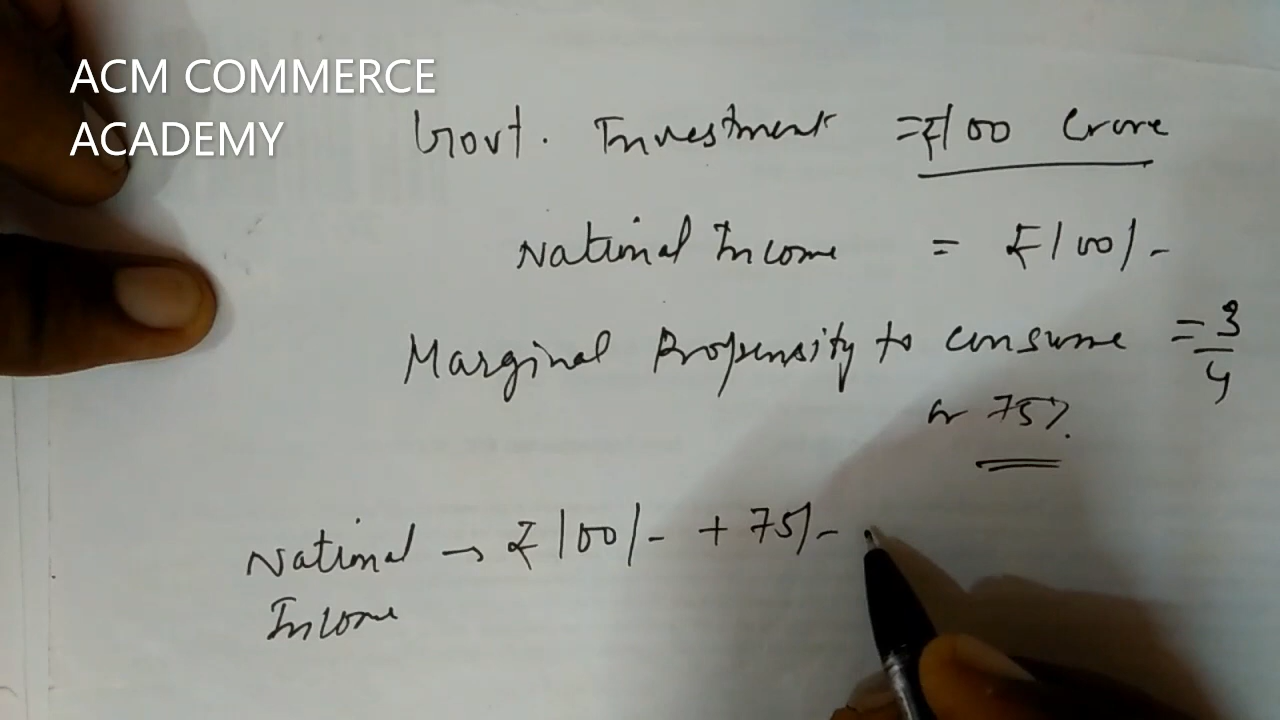 ACM COMMERCE
ACADEMY
Govt. Investment = ₹100 Crore
National Income = ₹100/-
Marginal Propensity to consume = 3/4
or 75%.
National → ₹100/- + 75/-
Income